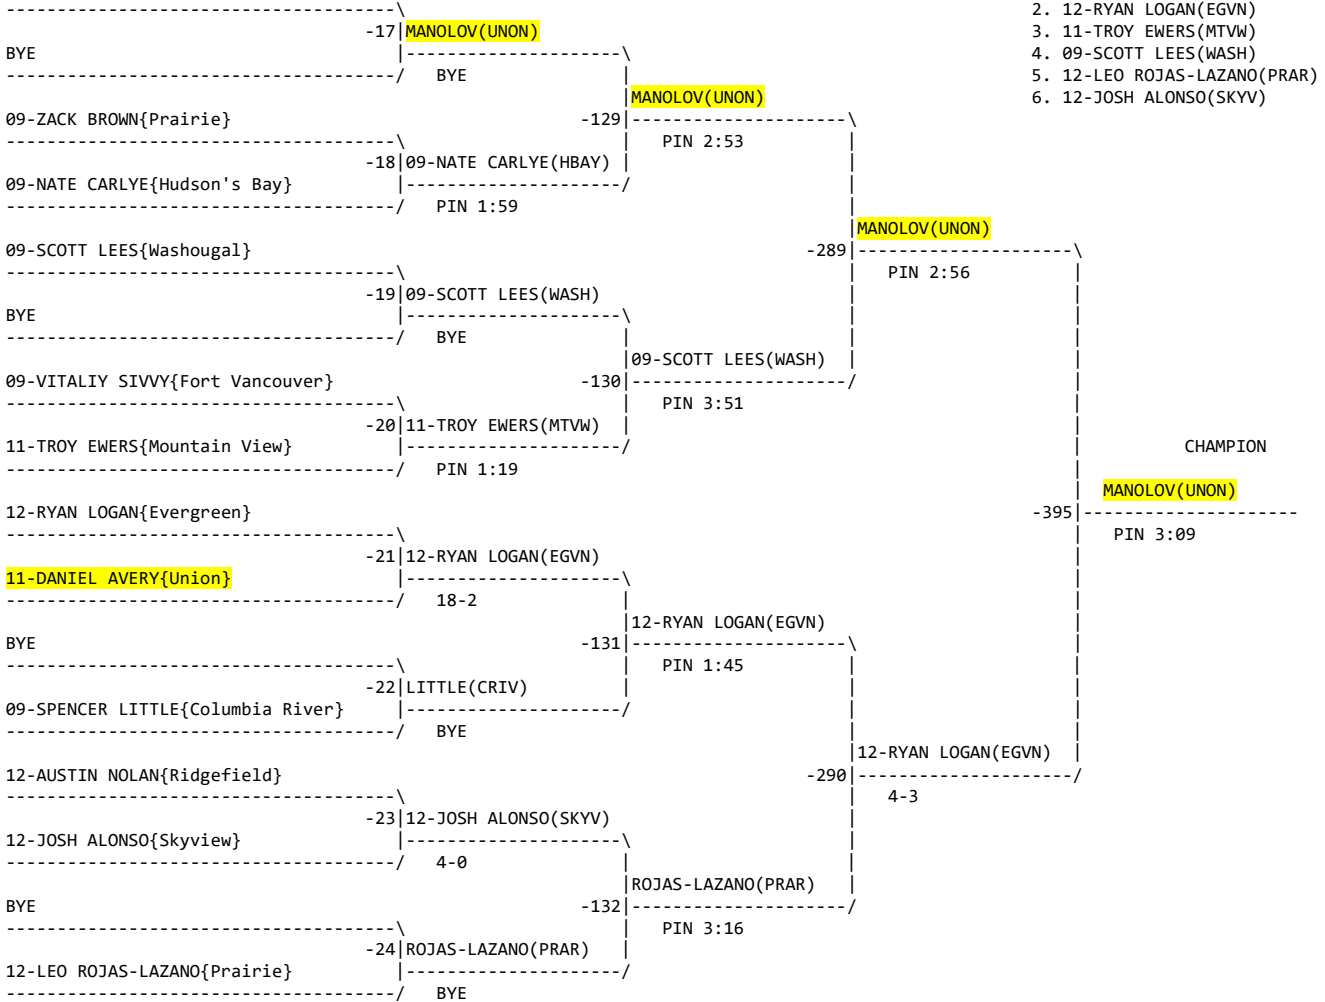 ---------------------------------------\ 2. 12-RYAN LOGAN(EGVN)
-17|MANOLOV(UNON) 3. 11-TROY EWERS(MTVW)
BYE |---------------------\ 4. 09-SCOTT LEES(WASH)
--------------------------------------/ BYE | 5. 12-LEO ROJAS-LAZANO(PRAR)
|MANOLOV(UNON) 6. 12-JOSH ALONSO(SKYV)
09-ZACK BROWN{Prairie} -129|---------------------\
---------------------------------------\ | PIN 2:53 |
-18|09-NATE CARLYE(HBAY) | |
09-NATE CARLYE{Hudson's Bay} |---------------------/ |
--------------------------------------/ PIN 1:59 |
|MANOLOV(UNON)
09-SCOTT LEES{Washougal} -289|---------------------\
---------------------------------------\ | PIN 2:56 |
-19|09-SCOTT LEES(WASH) | |
BYE |---------------------\ | |
--------------------------------------/ BYE | | |
|09-SCOTT LEES(WASH) | |
09-VITALIY SIVVY{Fort Vancouver} -130|---------------------/ |
---------------------------------------\ | PIN 3:51 |
-20|11-TROY EWERS(MTVW) | |
11-TROY EWERS{Mountain View} |---------------------/ | CHAMPION
--------------------------------------/ PIN 1:19 |
| MANOLOV(UNON)
12-RYAN LOGAN{Evergreen} -395|---------------------
---------------------------------------\ | PIN 3:09
-21|12-RYAN LOGAN(EGVN) |
11-DANIEL AVERY{Union} |---------------------\ |
--------------------------------------/ 18-2 | |
|12-RYAN LOGAN(EGVN) |
BYE -131|---------------------\ |
---------------------------------------\ | PIN 1:45 | |
-22|LITTLE(CRIV) | | |
09-SPENCER LITTLE{Columbia River} |---------------------/ | |
--------------------------------------/ BYE | |
|12-RYAN LOGAN(EGVN) |
12-AUSTIN NOLAN{Ridgefield} -290|---------------------/
---------------------------------------\ | 4-3
-23|12-JOSH ALONSO(SKYV) |
12-JOSH ALONSO{Skyview} |---------------------\ |
--------------------------------------/ 4-0 | |
|ROJAS-LAZANO(PRAR) |
BYE -132|---------------------/
---------------------------------------\ | PIN 3:16
-24|ROJAS-LAZANO(PRAR) |
12-LEO ROJAS-LAZANO{Prairie} |---------------------/
--------------------------------------/ BYE